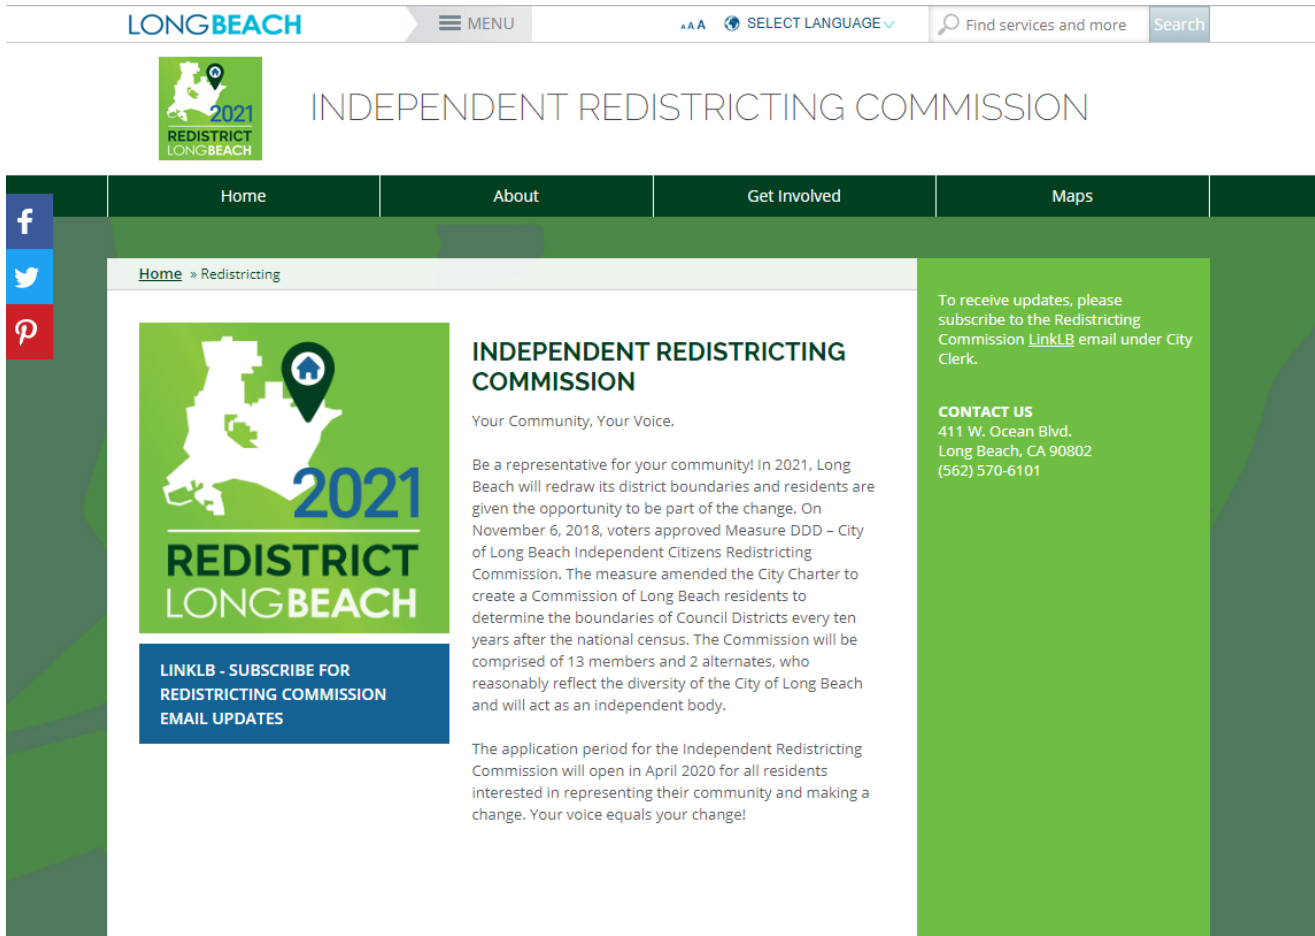 LONGBEACH
MENU
AAA
SELECT LANGUAGE
Find services and more
Search
2021
REDISTRICT
LONGBEACH
INDEPENDENT REDISTRICTING COMMISSION
Home
About
Get Involved
Maps
Home » Redistricting
2021
REDISTRICT
LONGBEACH
LINKLB - SUBSCRIBE FOR
REDISTRICTING COMMISSION
EMAIL UPDATES
INDEPENDENT REDISTRICTING
COMMISSION
Your Community, Your Voice.
Be a representative for your community! In 2021, Long
Beach will redraw its district boundaries and residents are
given the opportunity to be part of the change. On
November 6, 2018, voters approved Measure DDD – City
of Long Beach Independent Citizens Redistricting
Commission. The measure amended the City Charter to
create a Commission of Long Beach residents to
determine the boundaries of Council Districts every ten
years after the national census. The Commission will be
comprised of 13 members and 2 alternates, who
reasonably reflect the diversity of the City of Long Beach
and will act as an independent body.
The application period for the Independent Redistricting
Commission will open in April 2020 for all residents
interested in representing their community and making a
change. Your voice equals your change!
To receive updates, please
subscribe to the Redistricting
Commission LinkLB email under City
Clerk.
CONTACT US
411 W. Ocean Blvd.
Long Beach, CA 90802
(562) 570-6101